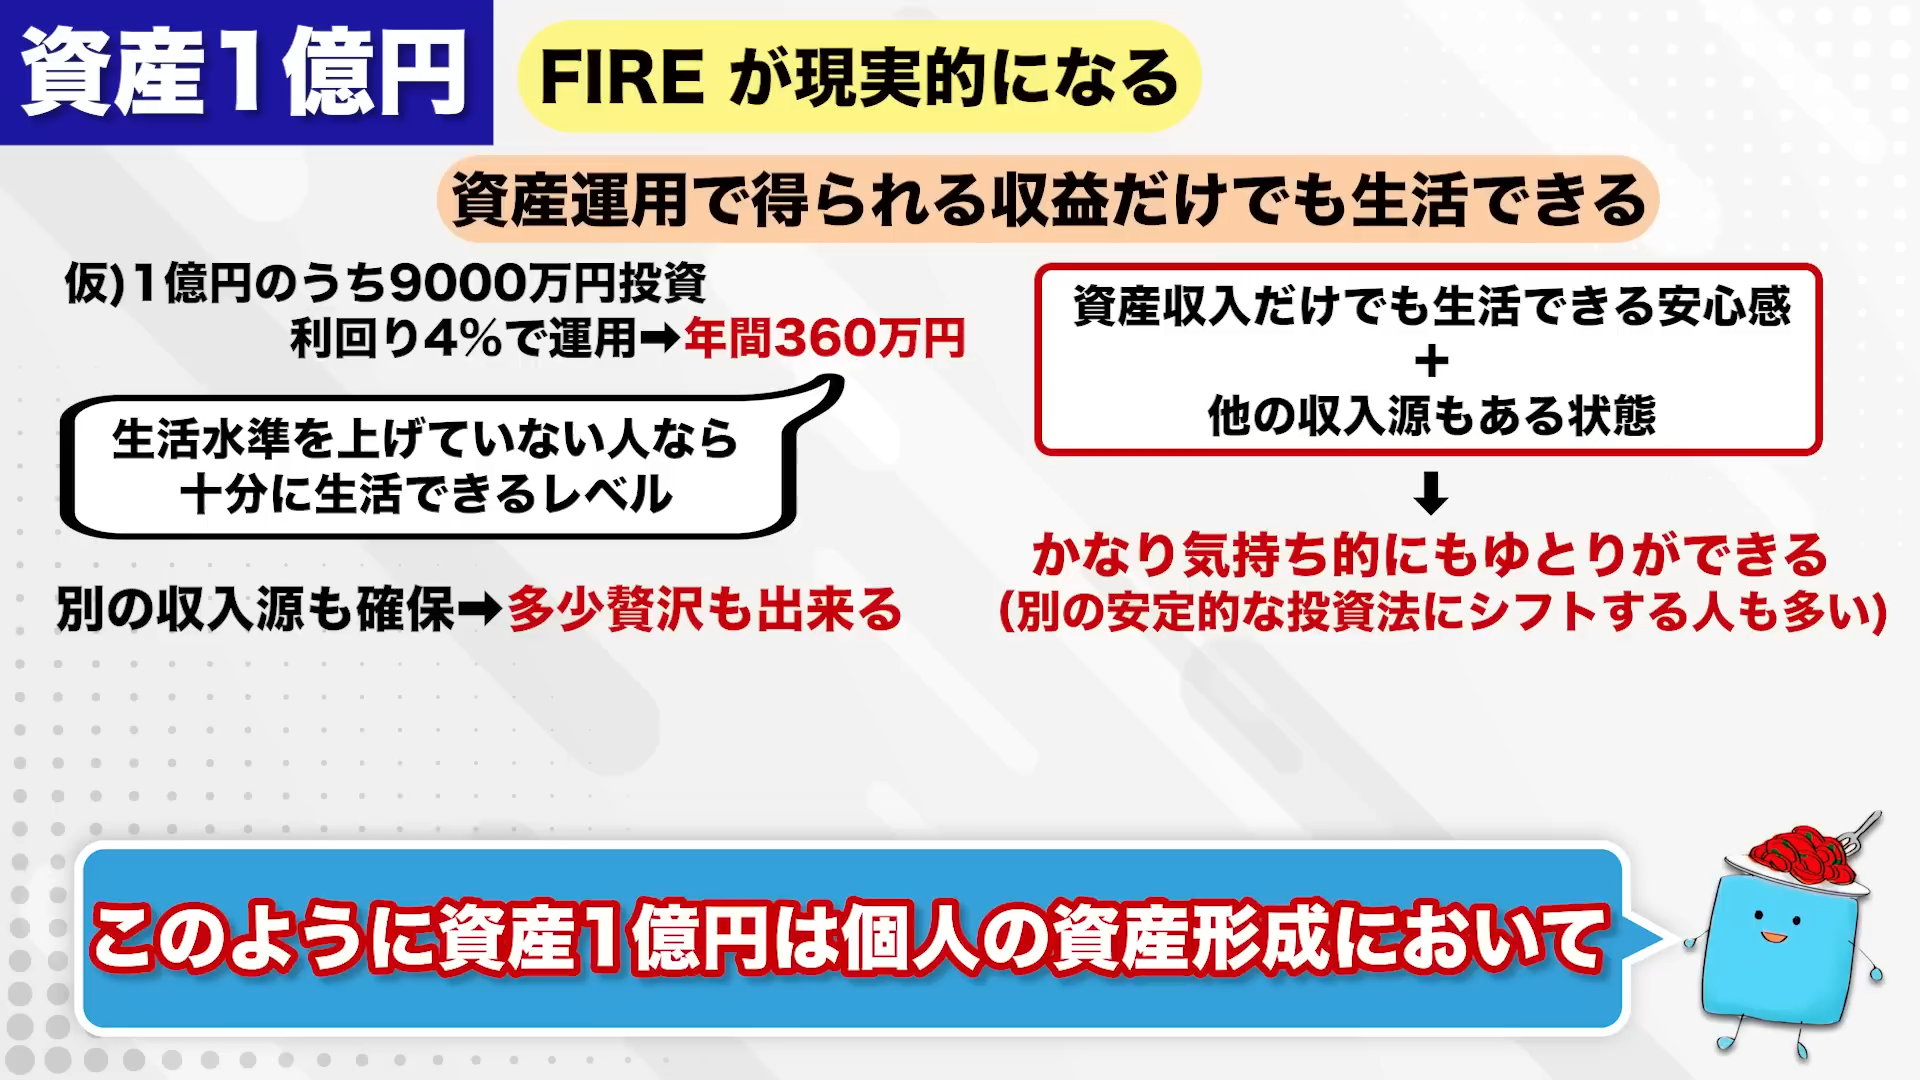 資産1億円
FIRE が現実的になる
資産運用で得られる収益だけでも生活できる
仮)1億円のうち9000万円投資
利回り4%で運用➡年間360万円
生活水準を上げていない人なら
十分に生活できるレベル
別の収入源も確保➡多少贅沢も出来る
資産収入だけでも生活できる安心感
+
他の収入源もある状態
⬇
かなり気持ち的にもゆとりができる
(別の安定的な投資法にシフトする人も多い)
このように資産1億円は個人の資産形成において